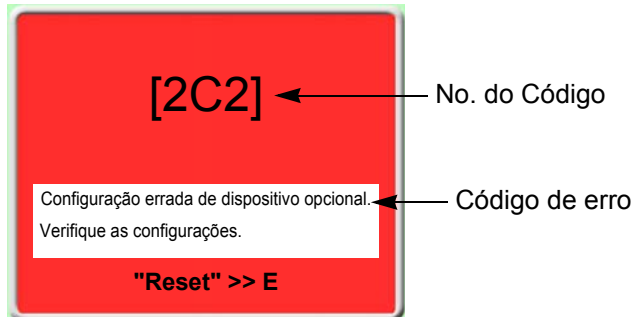 [2C2]
No. do Código
Configuração errada de dispositivo opcional.
Código de erro
Verifique as configurações.
"Reset" >> E